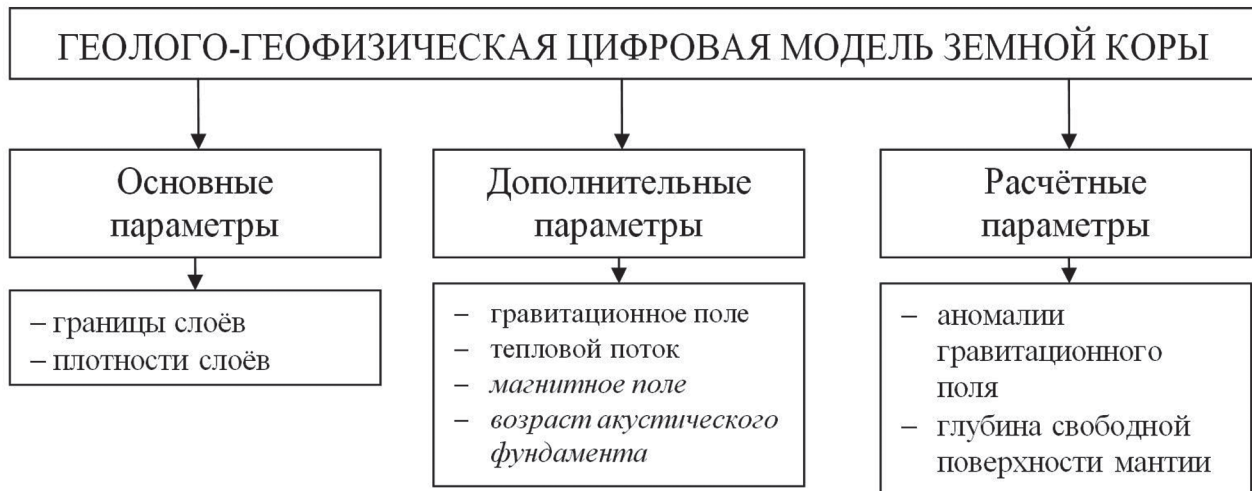 ГЕОЛОГО-ГЕОФИЗИЧЕСКАЯ ЦИФРОВАЯ МОДЕЛЬ ЗЕМНОЙ КОРЫ
Основные
параметры
– границы слоёв
– плотности слоёв
Дополнительные
параметры
– гравитационное поле
– тепловой поток
– магнитное поле
– возраст акустического
фундамента
Расчётные
параметры
– аномалии
гравитационного
поля
– глубина свободной
поверхности мантии